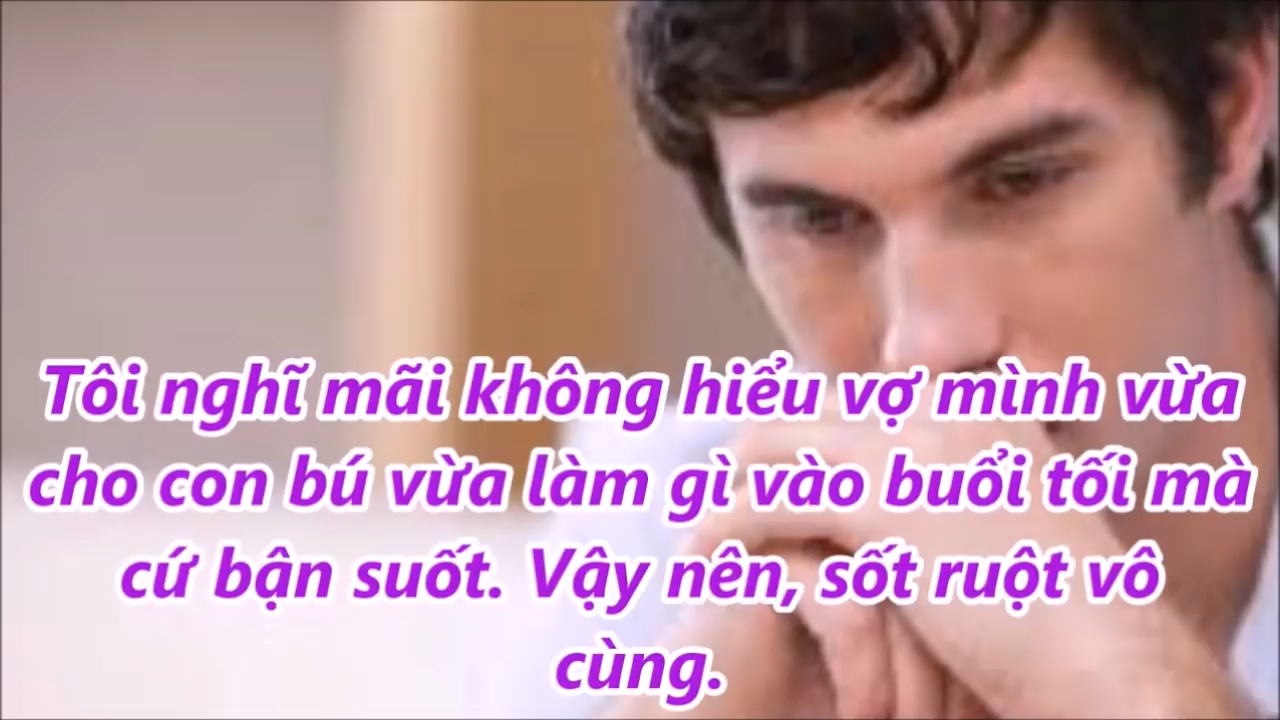 Tôi nghĩ mãi không hiểu vợ mình vừa
cho con bú vừa làm gì vào buổi tối mà
cứ bận suốt. Vậy nên, sốt ruột vô
cùng.